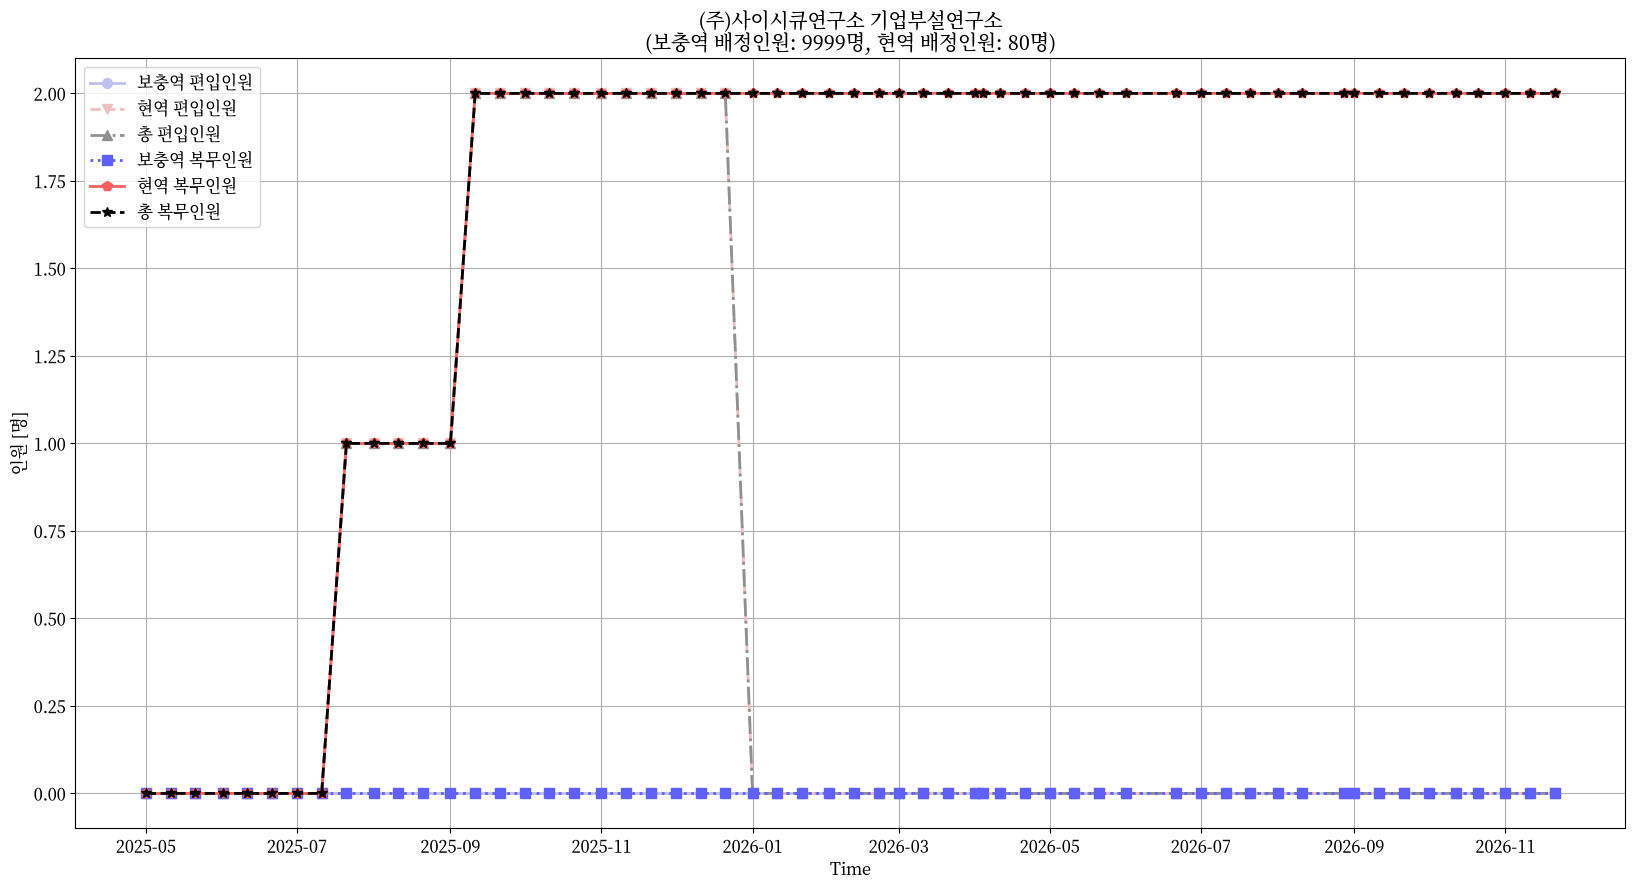 (주)사이시큐연구소 기업부설연구소
(보충역 배정인원: 9999명, 현역 배정인원: 80명)
보충역 편입인원
현역 편입인원
총 편입인원
보충역 복무인원
현역 복무인원
총 복무인원
인원 [명]
2.00
1.75
1.50
1.25
1.00
0.75
0.50
0.25
0.00
2025-05 2025-07 2025-09 2025-11 2026-01 2026-03 2026-05 2026-07 2026-09 2026-11
Time